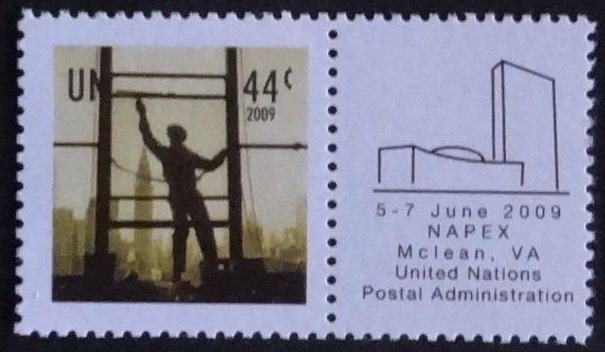 UN 44¢
2009
5-7 June 2009
NAPEX
Mclean, VA
United Nations
Postal Administration